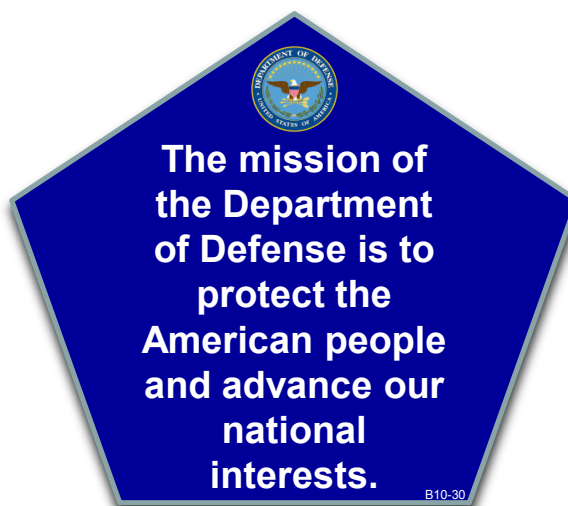 DEPARTMENT OF DEFENSE
UNITED STATES OF AMERICA
The mission of
the Department
of Defense is to
protect the
American people
and advance our
national
interests.
B10-30